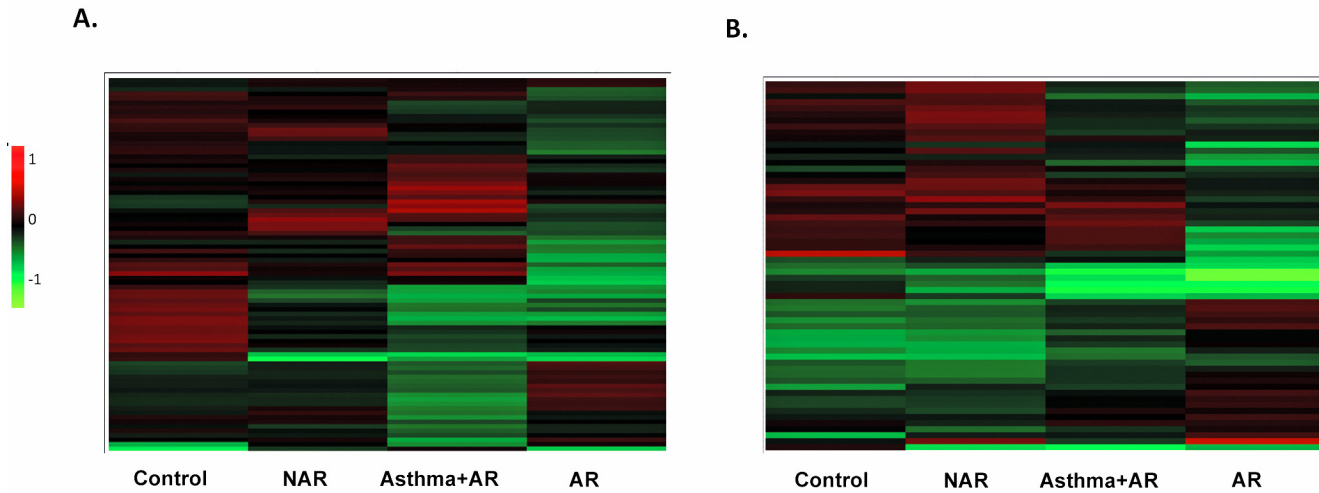 A.
B.
1
0
-1
Control NAR Asthma+AR AR
Control NAR Asthma+AR AR